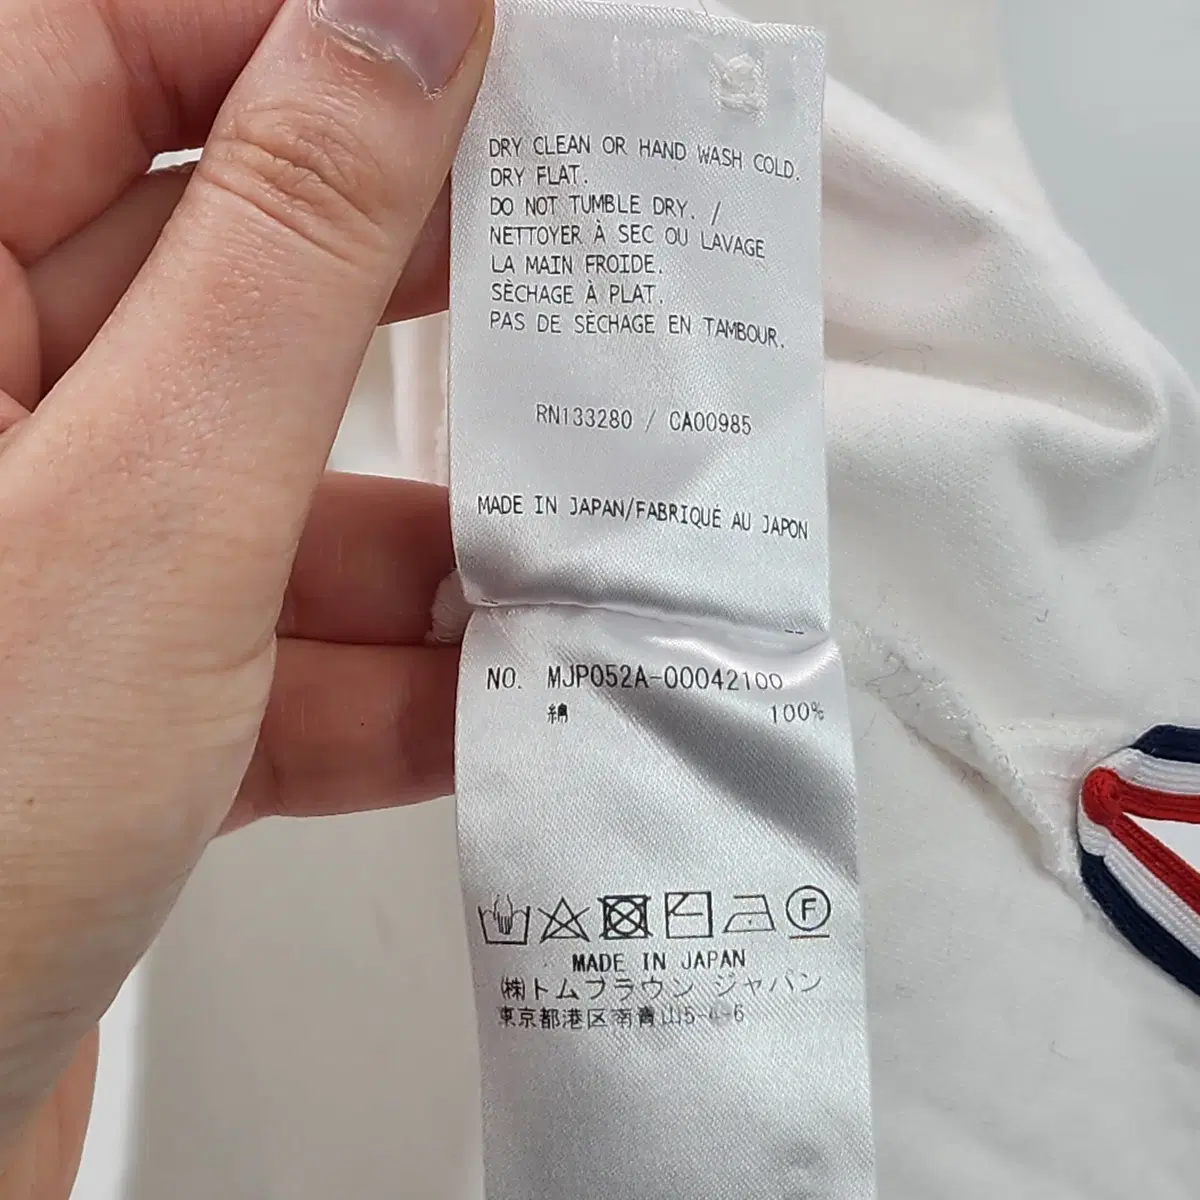 DRY CLEAN OR HAND WASH COLD.
DRY FLAT.
DO NOT TUMBLE DRY. /
NETTOYER À SEC OU LAVAGE
LA MAIN FROIDE.
SÈCHAGE À PLAT.
PAS DE SÈCHAGE EN TAMBOUR.
RN133280 / CA00985
MADE IN JAPAN/FABRIQUÉ AU JAPON
NO. MJP052A-00042100
綿 100%
F
MADE IN JAPAN
(株)トムブラウン ジャパン
東京都港区南青山5-4-6